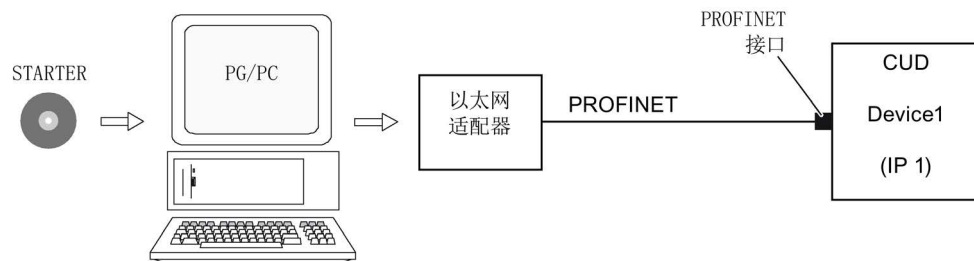 STARTER
PG/PC
以太网
适配器
PROFINET
PROFINET
接口
CUD
Device1
(IP 1)